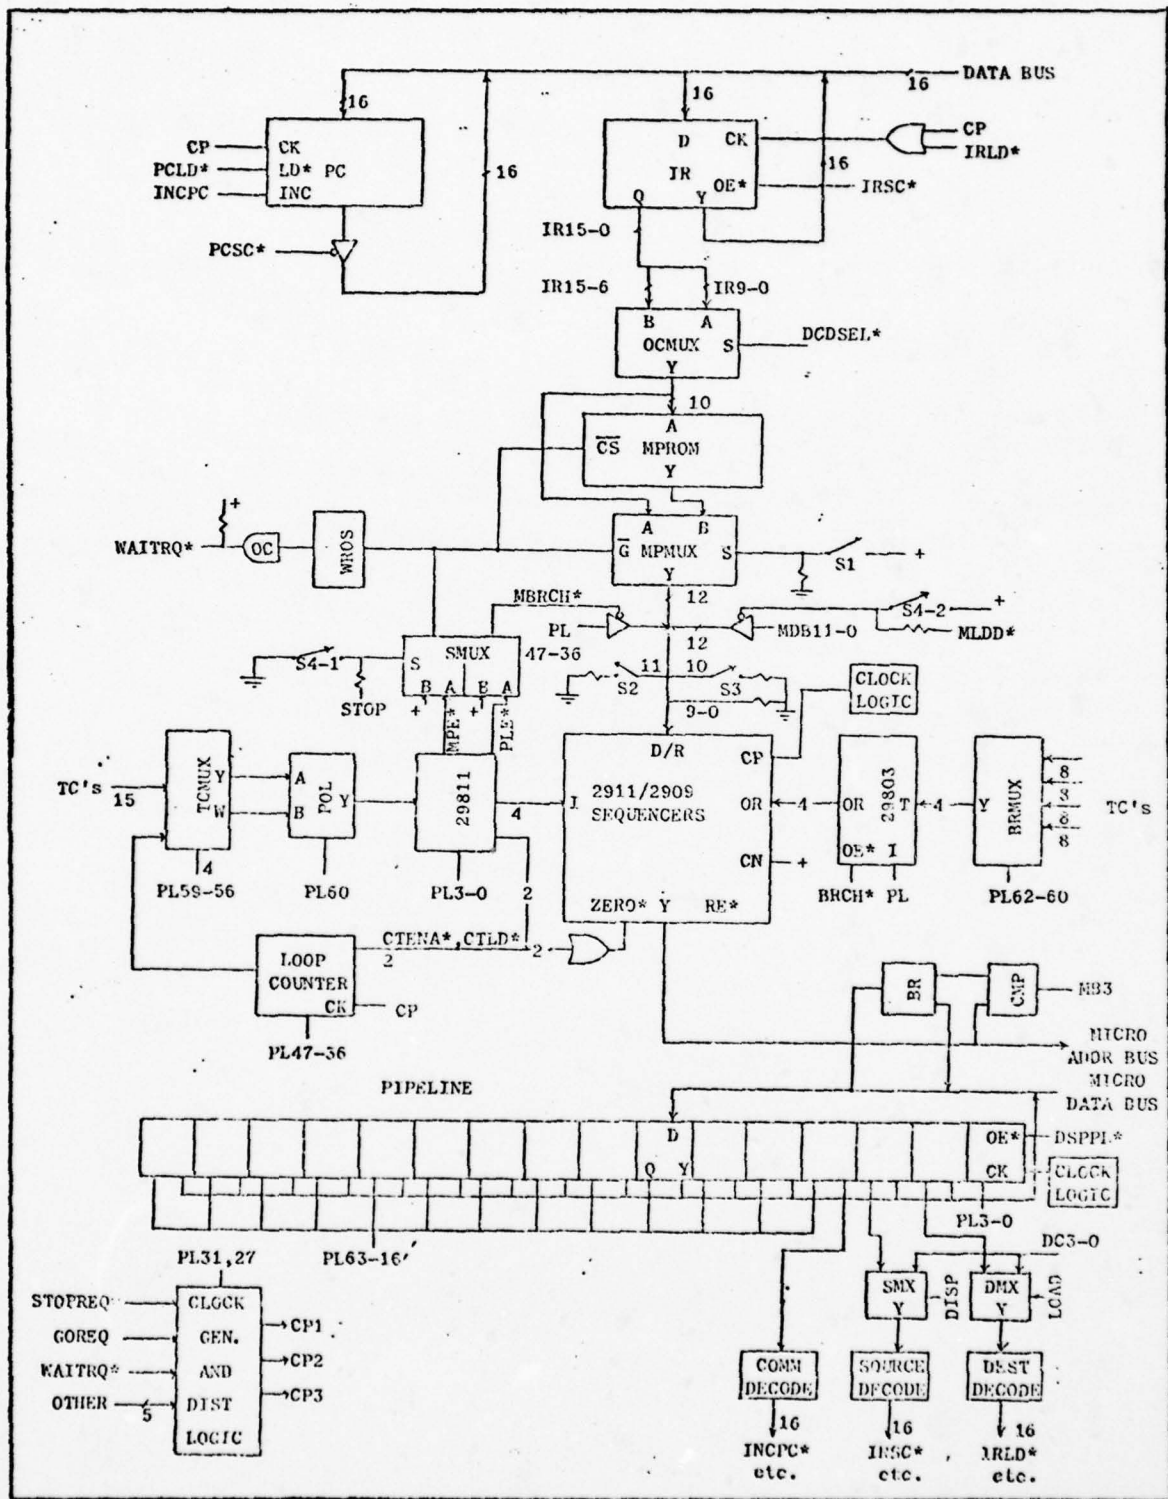 DATA BUS
16
16
16
CP
CK
PCLD*
LD*
PC
INCPC
INC
16
D
CK
IR
OE*
Q
Y
CP
IRLD*
16
IRSC*
PCSC*
IR15-0
IR15-6
IR9-0
B
A
OCMUX
S
Y
DCDSEL*
10
A
CS
MPROM
Y
+
WAITRQ*
OC
WROS
A
B
G
MPMUX
S
Y
S1
+
MBRCH*
12
S4-2
+
PL
12
MDB11-0
MLDD*
47-36
S4-1
S
SMUX
B
A
B
A
STOP
+
+
MPE*
PLE*
11
10
S2
S3
9-0
CLOCK
LOGIC
TC's
15
TCMUX
Y
W
4
PL59-56
A
B
POL
Y
PL60
29811
4
PL3-0
2
D/R
CP
I
2911/2909
SEQUENCERS
OR
CN
+
ZERO*
Y
RE*
4
OR
29803
T
OE*
I
BRCH*
PL
4
Y
BRMUX
8
3
8
8
TC's
PL62-60
LOOP
COUNTER
CK
CTENA*,CTLD*
2
2
CP
PL47-36
BR
CMP
MB3
MICRO
ADDR BUS
MICRO
DATA BUS
PIPELINE
D
Q
Y
OE*
CK
DSPPL*
CLOCK
LOGIC
PL3-0
PL31,27
PL63-16
DC3-0
STOPREQ
GOREQ
WAITRQ*
OTHER
5
CLOCK
GEN.
AND
DIST
LOGIC
CP1
CP2
CP3
SMX
Y
DISP
DMX
Y
LOAD
COMM
DECODE
SOURCE
DECODE
DEST
DECODE
16
16
16
INCPC*
etc.
IRSC*
etc.
IRLD*
etc.